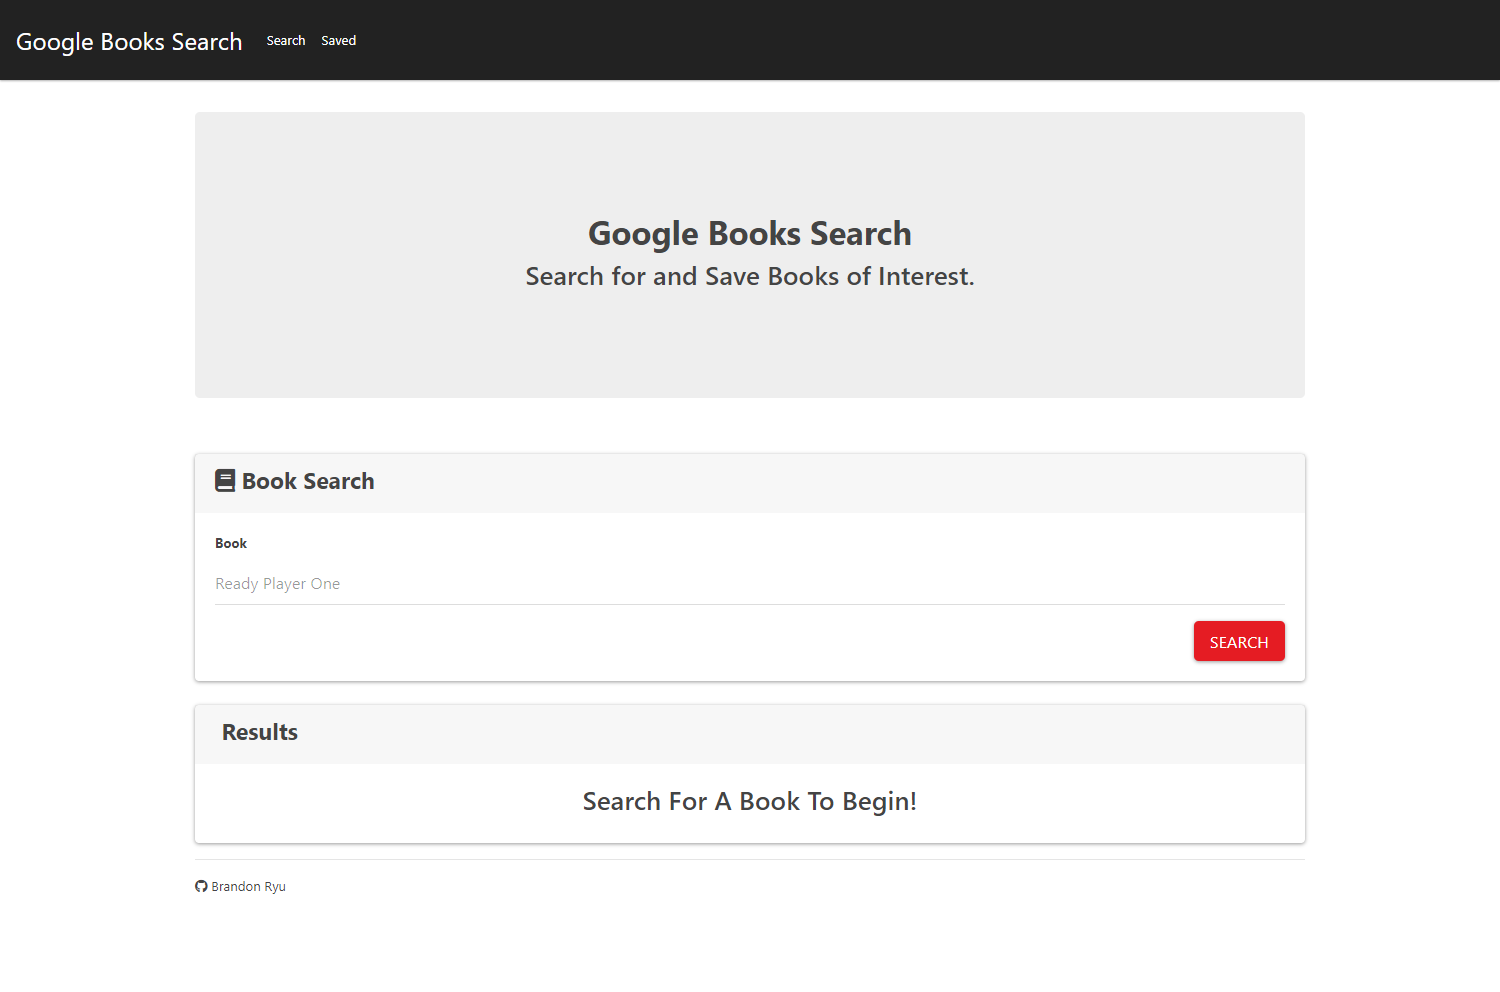 Google Books Search Search Saved
Google Books Search
Search for and Save Books of Interest.
Book Search
Book
Ready Player One
SEARCH
Results
Search For A Book To Begin!
Brandon Ryu